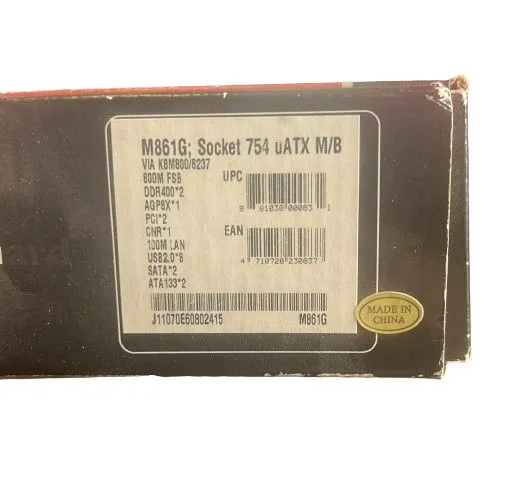 M861G; Socket 754 uATX M/B
VIA K8M800/8237
800M FSB
UPC
DDR400*2
AGP8X*1
8 81038 00083 1
PCI*2
CNR*1
EAN
100M LAN
USB2.0*8
SATA*2
4 710728 230837
ATA133*2
J11070E60802415
M861G
MADE IN
CHINA